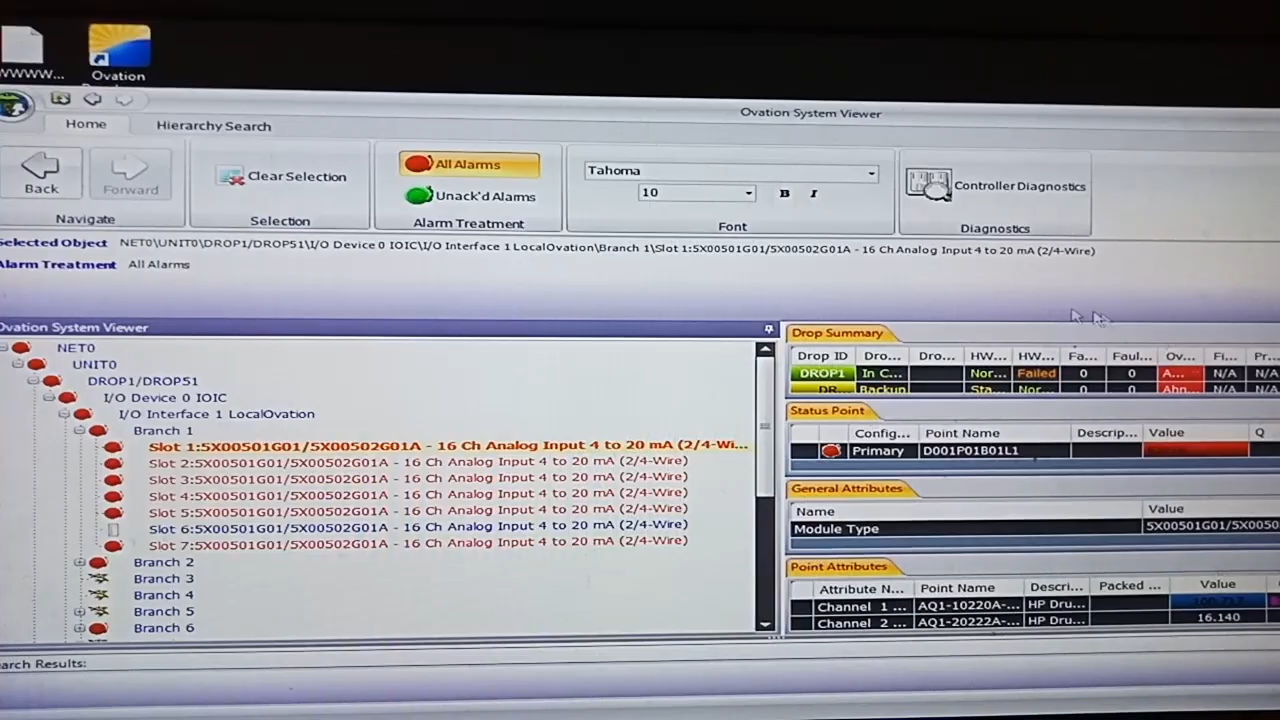 WWWW...
Ovation
Ovation System Viewer
Home
Hierarchy Search
Back
Forward
Navigate
Clear Selection
Selection
All Alarms
Unack'd Alarms
Alarm Treatment
Tahoma
10
B I
Font
Controller Diagnostics
Diagnostics
Selected Object NET0\UNIT0\DROP1/DROP51\I/O Device 0 IOIC\I/O Interface 1 LocalOvation\Branch 1\Slot 1:5X00501G01/5X00502G01A - 16 Ch Analog Input 4 to 20 mA (2/4-Wire)
Alarm Treatment All Alarms
Ovation System Viewer
NET0
UNIT0
DROP1/DROP51
I/O Device 0 IOIC
I/O Interface 1 LocalOvation
Branch 1
Slot 1:5X00501G01/5X00502G01A - 16 Ch Analog Input 4 to 20 mA (2/4-Wi...
Slot 2:5X00501G01/5X00502G01A - 16 Ch Analog Input 4 to 20 mA (2/4-Wire)
Slot 3:5X00501G01/5X00502G01A - 16 Ch Analog Input 4 to 20 mA (2/4-Wire)
Slot 4:5X00501G01/5X00502G01A - 16 Ch Analog Input 4 to 20 mA (2/4-Wire)
Slot 5:5X00501G01/5X00502G01A - 16 Ch Analog Input 4 to 20 mA (2/4-Wire)
Slot 6:5X00501G01/5X00502G01A - 16 Ch Analog Input 4 to 20 mA (2/4-Wire)
Slot 7:5X00501G01/5X00502G01A - 16 Ch Analog Input 4 to 20 mA (2/4-Wire)
Branch 2
Branch 3
Branch 4
Branch 5
Branch 6
Drop Summary
Drop ID Dro... Dro... HW... HW... Fa... Faul... Ov... Fi... Pr...
DROP1 In C... Nor... Failed 0 0 A... N/A N/A
DR... Backup Sta... Nor... 0 0 Abn... N/A N/A
Status Point
Config... Point Name Descrip... Value Q
Primary D001P01B01L1
General Attributes
Name Value
Module Type 5X00501G01/5X0050
Point Attributes
Attribute N... Point Name Descri... Packed ... Value
Channel 1 ... AQ1-10220A-... HP Dru...
Channel 2 ... AQ1-20222A-... HP Dru... 16.140
arch Results: